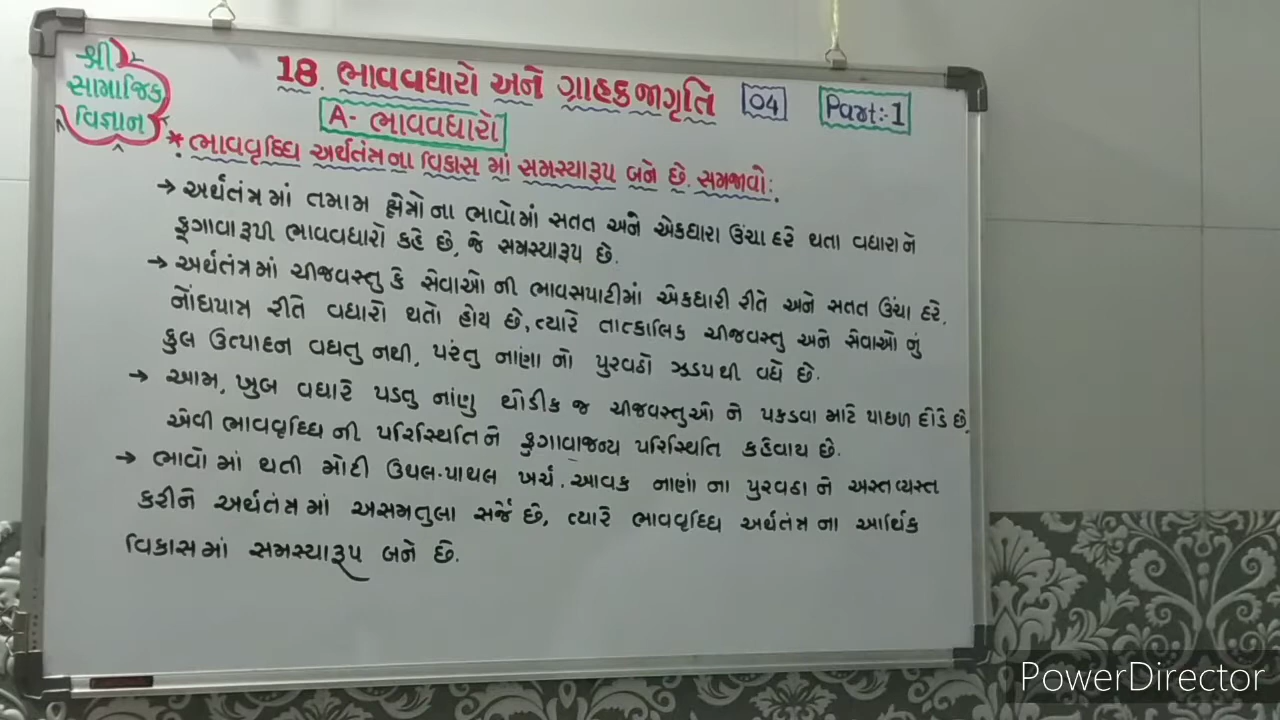 શ્રી
સામાજિક
વિજ્ઞાન
18. ભાવવધારો અને ગ્રાહકજાગૃતિ 04 Part:-1
A- ભાવવધારો
* ભાવવૃધ્ધિ અર્થતંત્રના વિકાસ માં સમસ્યારૂપ બને છે. સમજાવો:
→ અર્થતંત્રમાં તમામ ક્ષેત્રોના ભાવોમાં સતત અને એકધારા ઉંચા દરે થતા વધારાને
ફુગાવારૂપી ભાવવધારો કહે છે, જે સમસ્યારૂપ છે.
→ અર્થતંત્રમાં ચીજવસ્તુ કે સેવાઓ ની ભાવસપાટીમાં એકધારી રીતે અને સતત ઉંચા દરે.
નોંધપાત્ર રીતે વધારો થતો હોય છે, ત્યારે તાત્કાલિક ચીજવસ્તુ અને સેવાઓ નું
કુલ ઉત્પાદન વધતુ નથી, પરંતુ નાણા નો પુરવઠો ઝડપથી વધે છે.
→ આમ, ખુબ વધારે પડતુ નાંણુ થોડીક જ ચીજવસ્તુઓ ને પકડવા માટે પાછળ દોડે છે,
એવી ભાવવૃધ્ધિ ની પરિસ્થિતિને ફુગાવાજન્ય પરિસ્થિતિ કહેવાય છે.
→ ભાવો માં થતી મોટી ઉથલ-પાથલ ખર્ચ. આવક નાણાં ના પુરવઠા ને અસ્તવ્યસ્ત
કરીને અર્થતંત્રમાં અસમતુલા સર્જે છે, ત્યારે ભાવવૃધ્ધિ અર્થતંત્રના આર્થિક
વિકાસમાં સમસ્યારૂપ બને છે.
PowerDirector